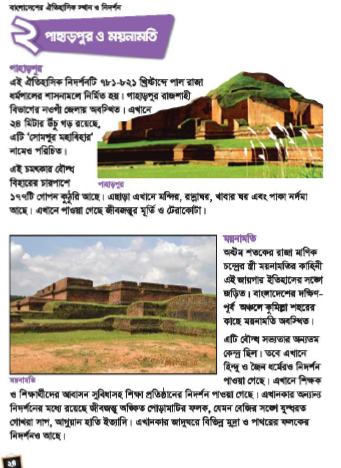 বাংলাদেশের ঐতিহাসিক স্থান ও নিদর্শন
২ পাহাড়পুর ও ময়নামতি
পাহাড়পুর
এই ঐতিহাসিক নিদর্শনটি ৭৮১-৮২১ খ্রিষ্টাব্দে পাল রাজা
ধর্মপালের শাসনামলে নির্মিত হয়। পাহাড়পুর রাজশাহী
বিভাগের নওগাঁ জেলায় অবস্থিত। এখানে
২৪ মিটার উঁচু গড় রয়েছে,
এটি ‘সোমপুর মহাবিহার’
নামেও পরিচিত।
এই চমৎকার বৌদ্ধ
বিহারের চারপাশে
পাহাড়পুর
১৭৭টি গোপন কুঠুরি আছে। এছাড়া এখানে মন্দির, রান্নাঘর, খাবার ঘর এবং পাকা নর্দমা
আছে। এখানে পাওয়া গেছে জীবজন্তুর মূর্তি ও টেরাকোটা।
ময়নামতি
অষ্টম শতকের রাজা মাণিক
চন্দ্রের স্ত্রী ময়নামতির কাহিনী
এই জায়গার ইতিহাসের সঙ্গে
জড়িত। বাংলাদেশের দক্ষিণ-
পূর্ব অঞ্চলে কুমিল্লা শহরের
কাছে ময়নামতি অবস্থিত।
এটি বৌদ্ধ সভ্যতার অন্যতম
কেন্দ্র ছিল। তবে এখানে
হিন্দু ও জৈন ধর্মেরও নিদর্শন
ময়নামতি
পাওয়া গেছে। এখানে শিক্ষক
ও শিক্ষার্থীদের আবাসন সুবিধাসহ শিক্ষা প্রতিষ্ঠানের নিদর্শন পাওয়া গেছে। এখানকার অন্যান্য
নিদর্শনের মধ্যে রয়েছে জীবজন্তু অঙ্কিত পোড়ামাটির ফলক, যেমন বেজির সঙ্গে যুদ্ধরত
গোখরা সাপ, আগুয়ান হাতি ইত্যাদি। এখানকার জাদুঘরে বিভিন্ন মুদ্রা ও পাথরের ফলকের
নিদর্শনও আছে।
২৪